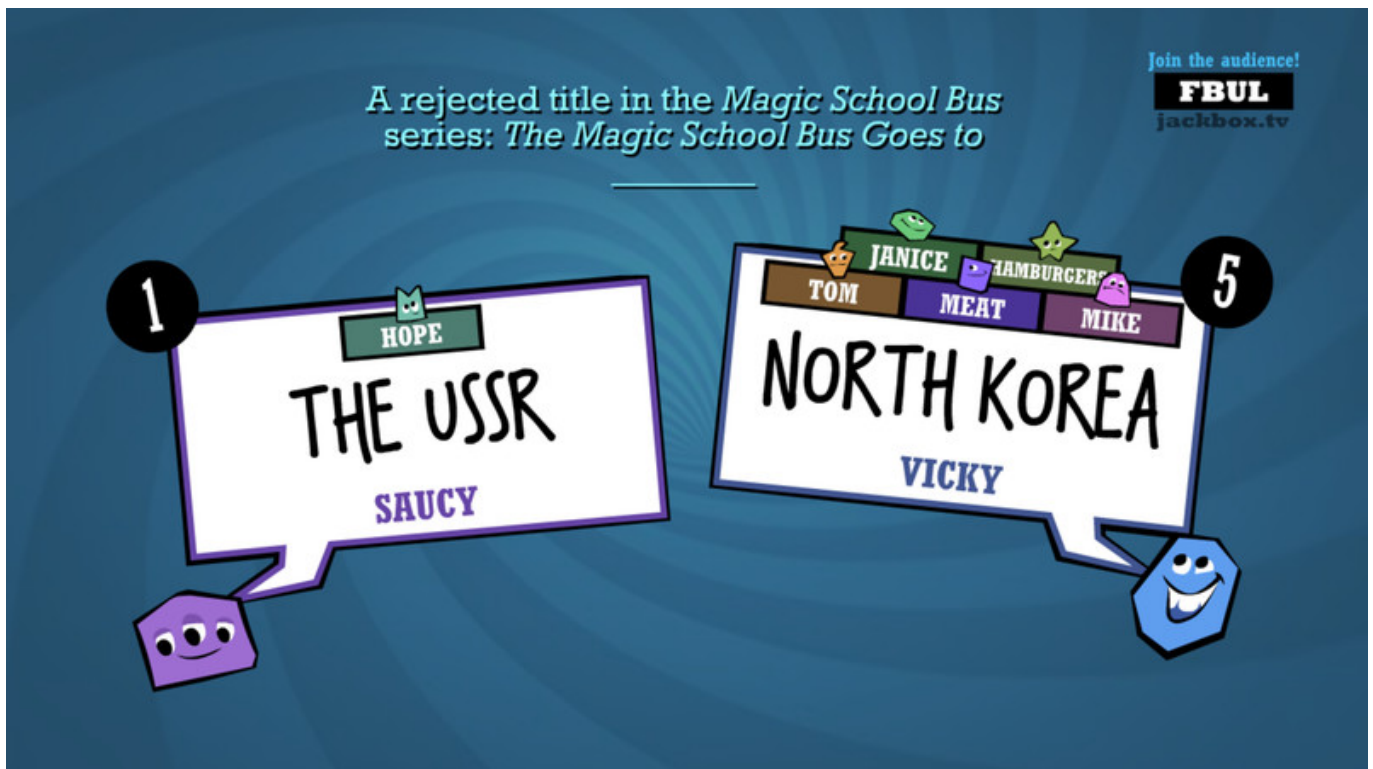 Join the audience!
FBUL
jackbox.tv
A rejected title in the Magic School Bus
series: The Magic School Bus Goes to
1
HOPE
THE USSR
SAUCY
5
JANICE
HAMBURGERS
TOM
MEAT
MIKE
NORTH KOREA
VICKY